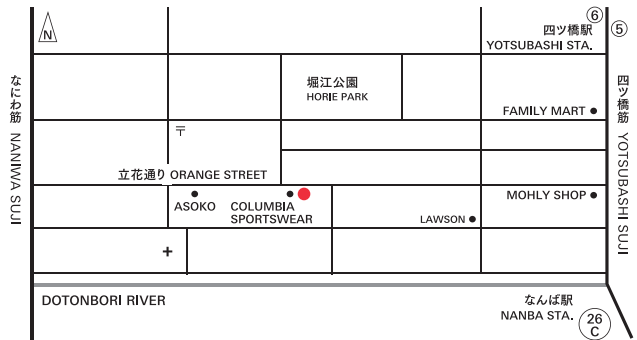 N
⑥
四ツ橋駅
YOTSUBASHI STA.
⑤
堀江公園
HORIE PARK
なにわ筋 NANIWA SUJI
四ツ橋筋 YOTSUBASHI SUJI
FAMILY MART
〒
立花通り ORANGE STREET
ASOKO
COLUMBIA
SPORTSWEAR
MOHLY SHOP
LAWSON
DOTONBORI RIVER
なんば駅
NANBA STA.
26
C